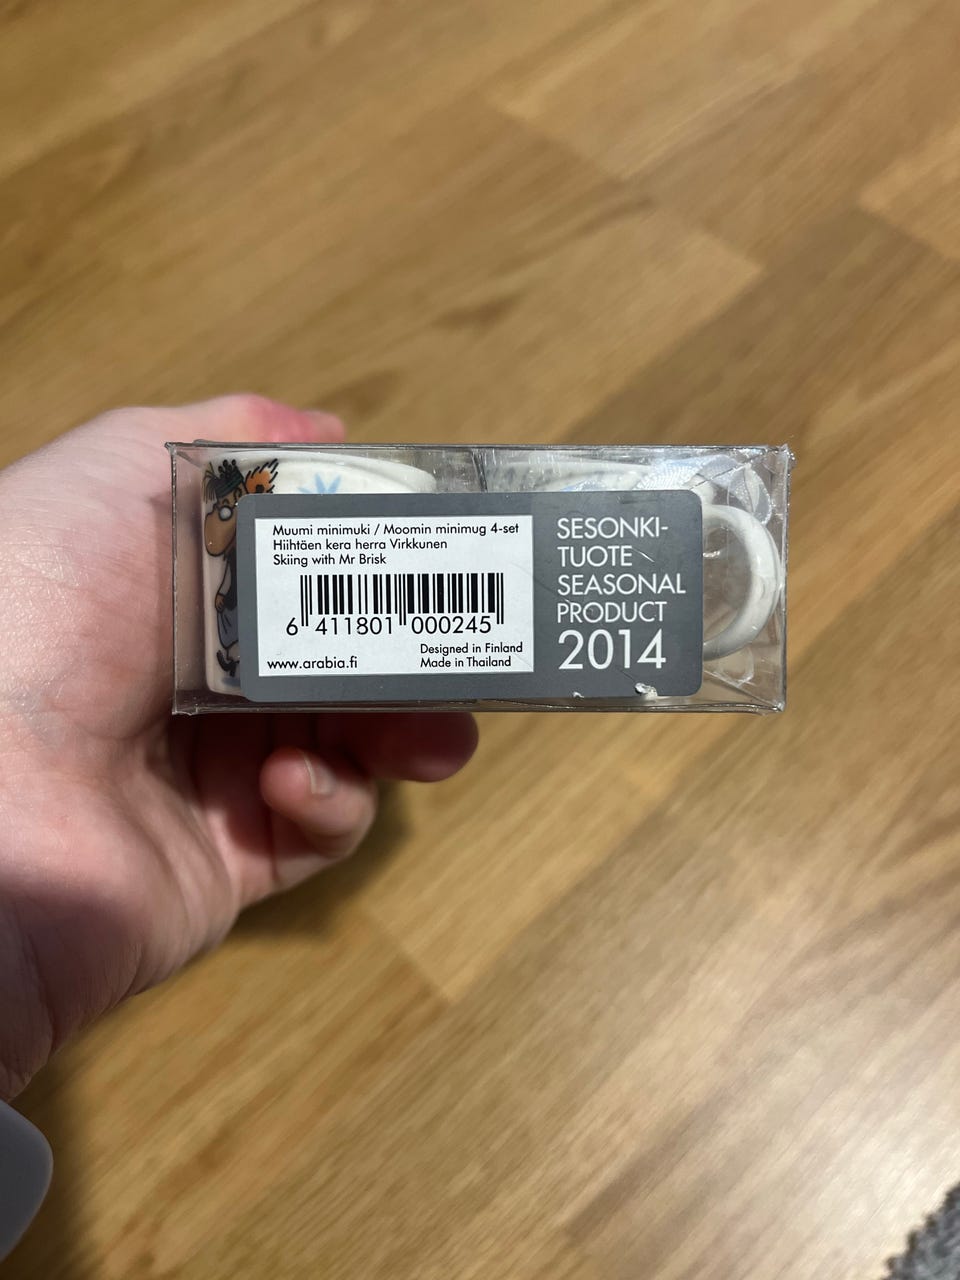 Muumi minimuki / Moomin minimug 4-set
Hiihtäen kera herra Virkkunen
Skiing with Mr Brisk
6 411801 000245
www.arabia.fi
Designed in Finland
Made in Thailand
SESONKI-
TUOTE
SEASONAL
PRODUCT
2014